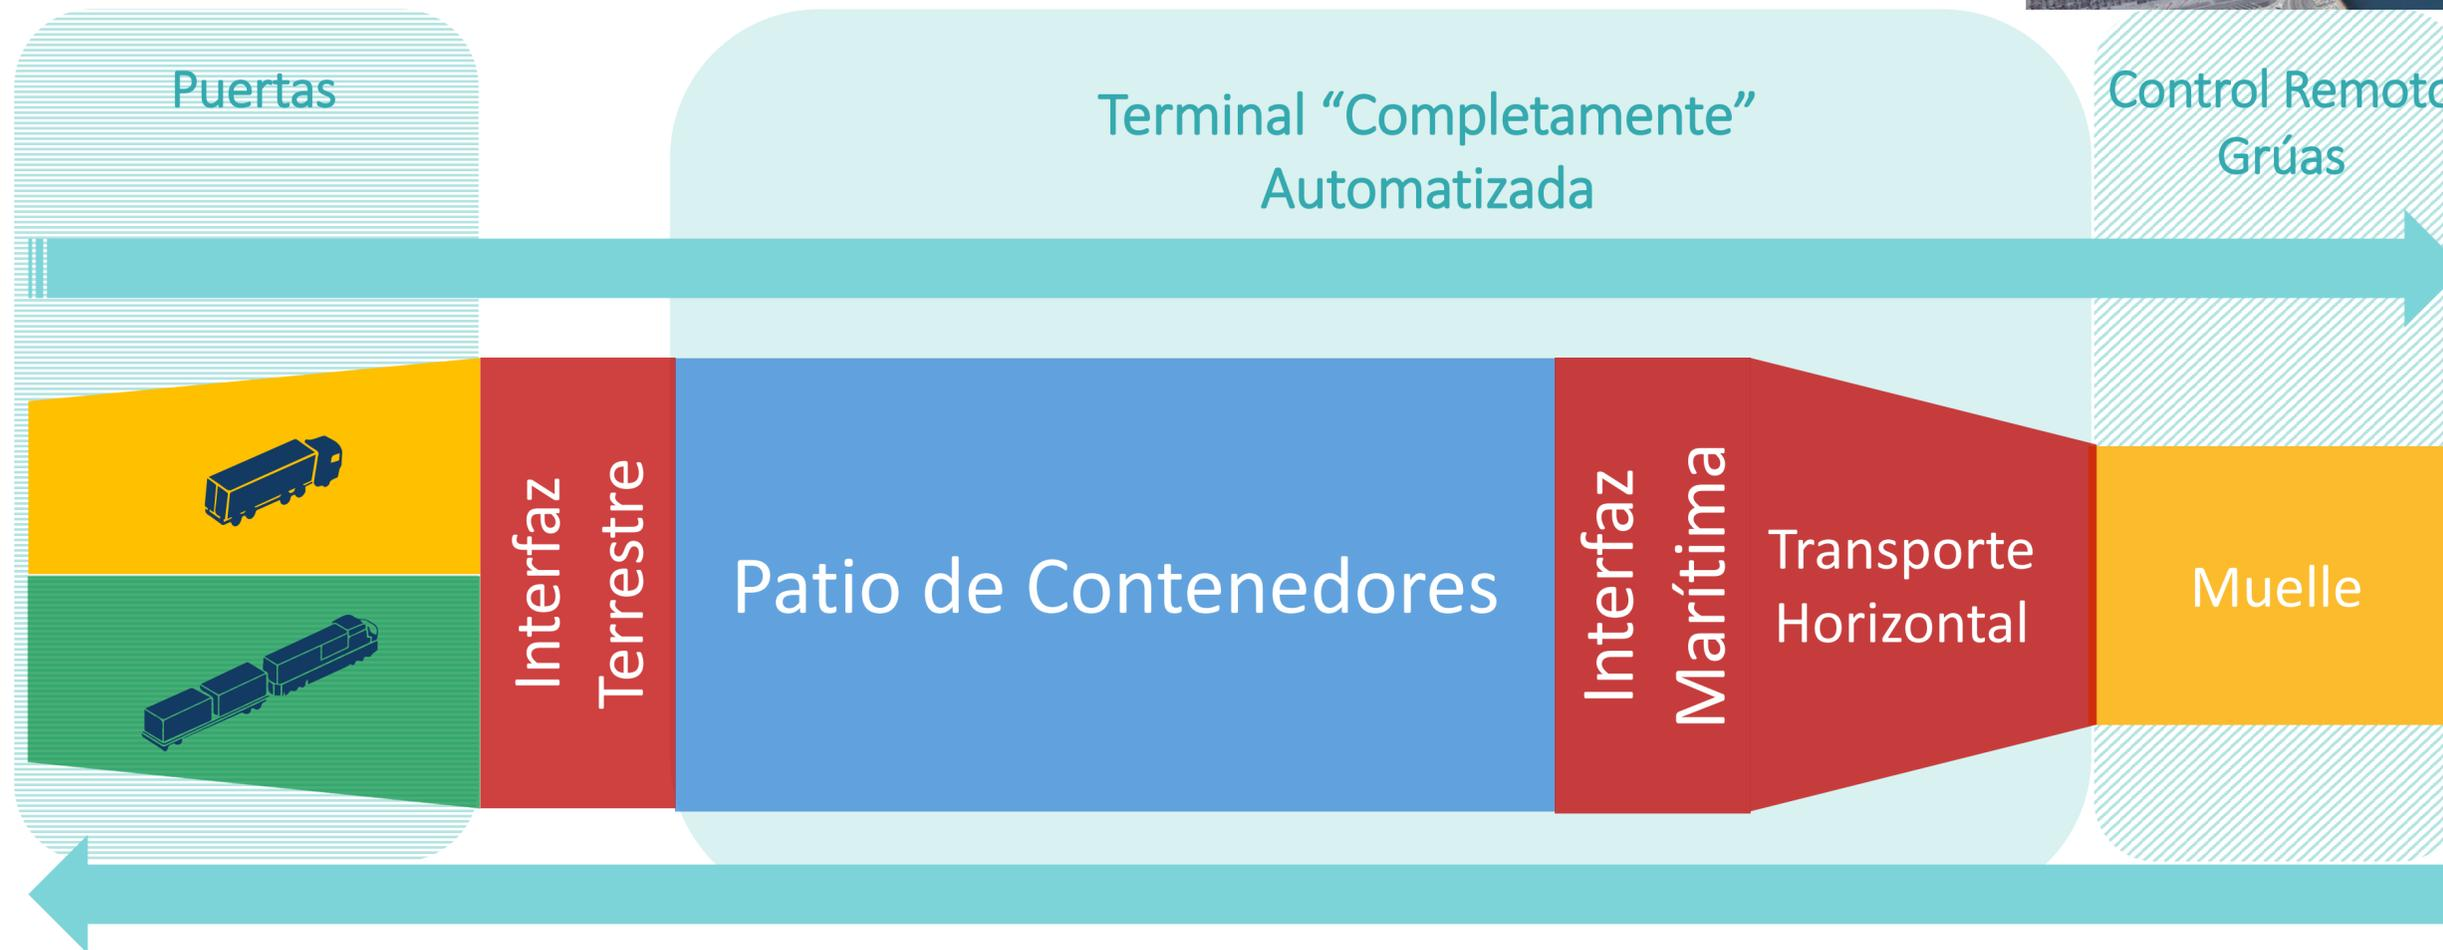 Puertas
Terminal “Completamente”
Automatizada
Control Remoto
Grúas
Interfaz
Terrestre
Patio de Contenedores
Interfaz
Marítima
Transporte
Horizontal
Muelle